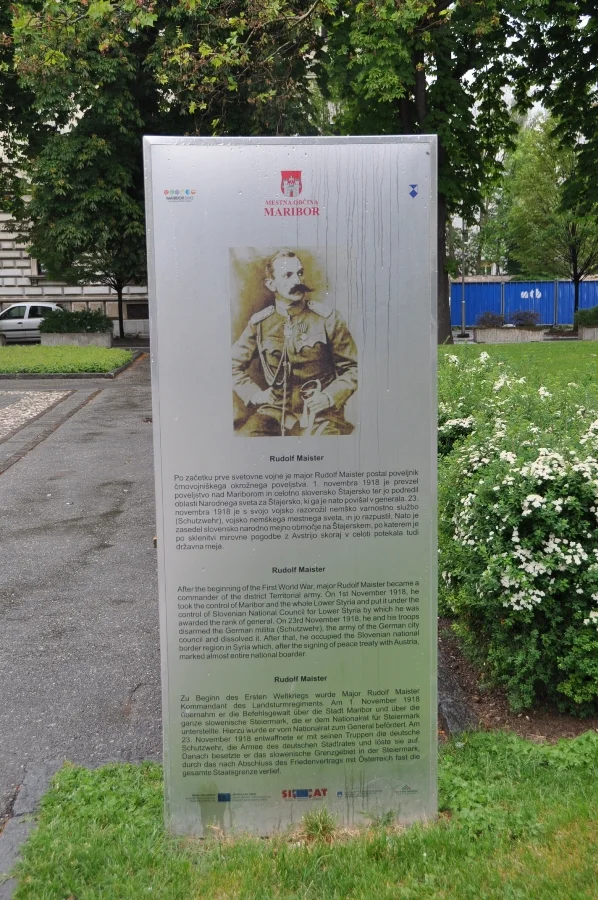 MARIBOR
MESTNA OBČINA
MARIBOR
Rudolf Maister
Po začetku prve svetovne vojne je major Rudolf Maister postal poveljnik
črnovojniškega okrožnega poveljstva. 1. novembra 1918 je prevzel
poveljstvo nad Mariborom in celotno slovensko Štajersko ter jo podredil
oblasti Narodnega sveta za Štajersko, ki ga je nato povišal v generala. 23.
novembra 1918 je s svojo vojsko razorožil nemško varnostno službo
(Schutzwehr), vojsko nemškega mestnega sveta, in jo razpustil. Nato je
zasedel slovensko narodno mejno območje na Štajerskem, po katerem je
po sklenitvi mirovne pogodbe z Avstrijo skoraj v celoti potekala tudi
državna meja.
Rudolf Maister
After the beginning of the First World War, major Rudolf Maister became a
commander of the district Territorial army. On 1st November 1918, he
took the control of Maribor and the whole Lower Styria and put it under the
control of Slovenian National Council for Lower Styria by which he was
awarded the rank of general. On 23rd November 1918, he and his troops
disarmed the German militia (Schutzwehr), the army of the German city
council and dissolved it. After that, he occupied the Slovenian national
border region in Syria which, after the signing of peace treaty with Austria,
marked almost entire national boarder.
Rudolf Maister
Zu Beginn des Ersten Weltkriegs wurde Major Rudolf Maister
Kommandant des Landsturmregiments. Am 1. November 1918
übernahm er die Befehlsgewalt über die Stadt Maribor und über die
ganze slowenische Steiermark, die er dem Nationalrat für Steiermark
unterstellte. Hierzu wurde er vom Nationalrat zum General befördert. Am
23. November 1918 entwaffnete er mit seinen Truppen die deutsche
Schutzwehr, die Armee des deutschen Stadtrates und löste sie auf.
Danach besetzte er das slowenische Grenzgebiet in der Steiermark,
durch das nach Abschluss des Friedenvertrags mit Österreich fast die
gesamte Staatsgrenze verlief.